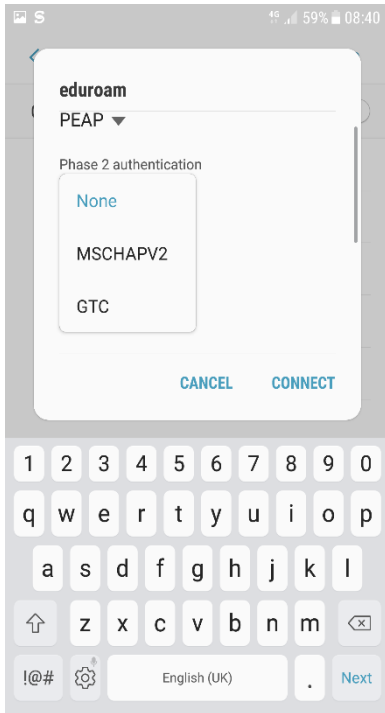 S 4G 59% 08:40
eduroam
PEAP
Phase 2 authentication
None
MSCHAPV2
GTC
CANCEL CONNECT
1 2 3 4 5 6 7 8 9 0
q w e r t y u i o p
a s d f g h j k l
z x c v b n m
!@# English (UK) . Next